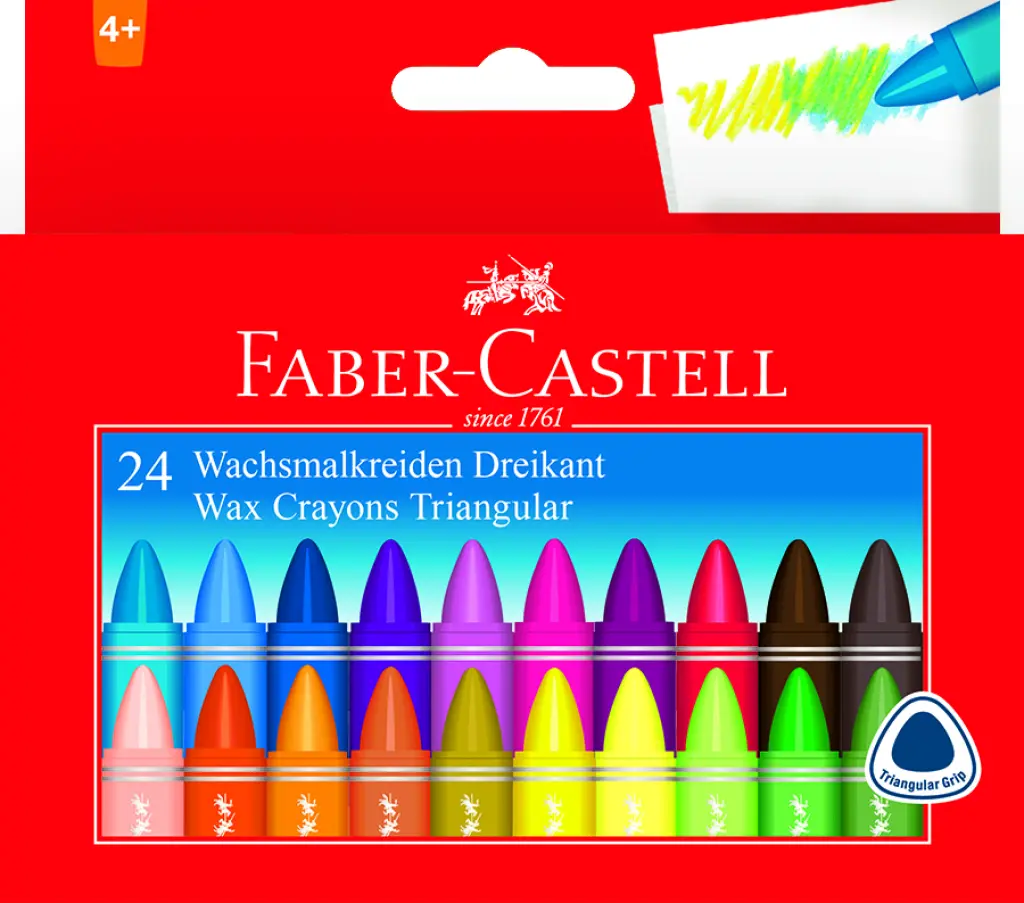 4+
FABER-CASTELL
since 1761
24 Wachsmalkreiden Dreikant
Wax Crayons Triangular
Triangular Grip